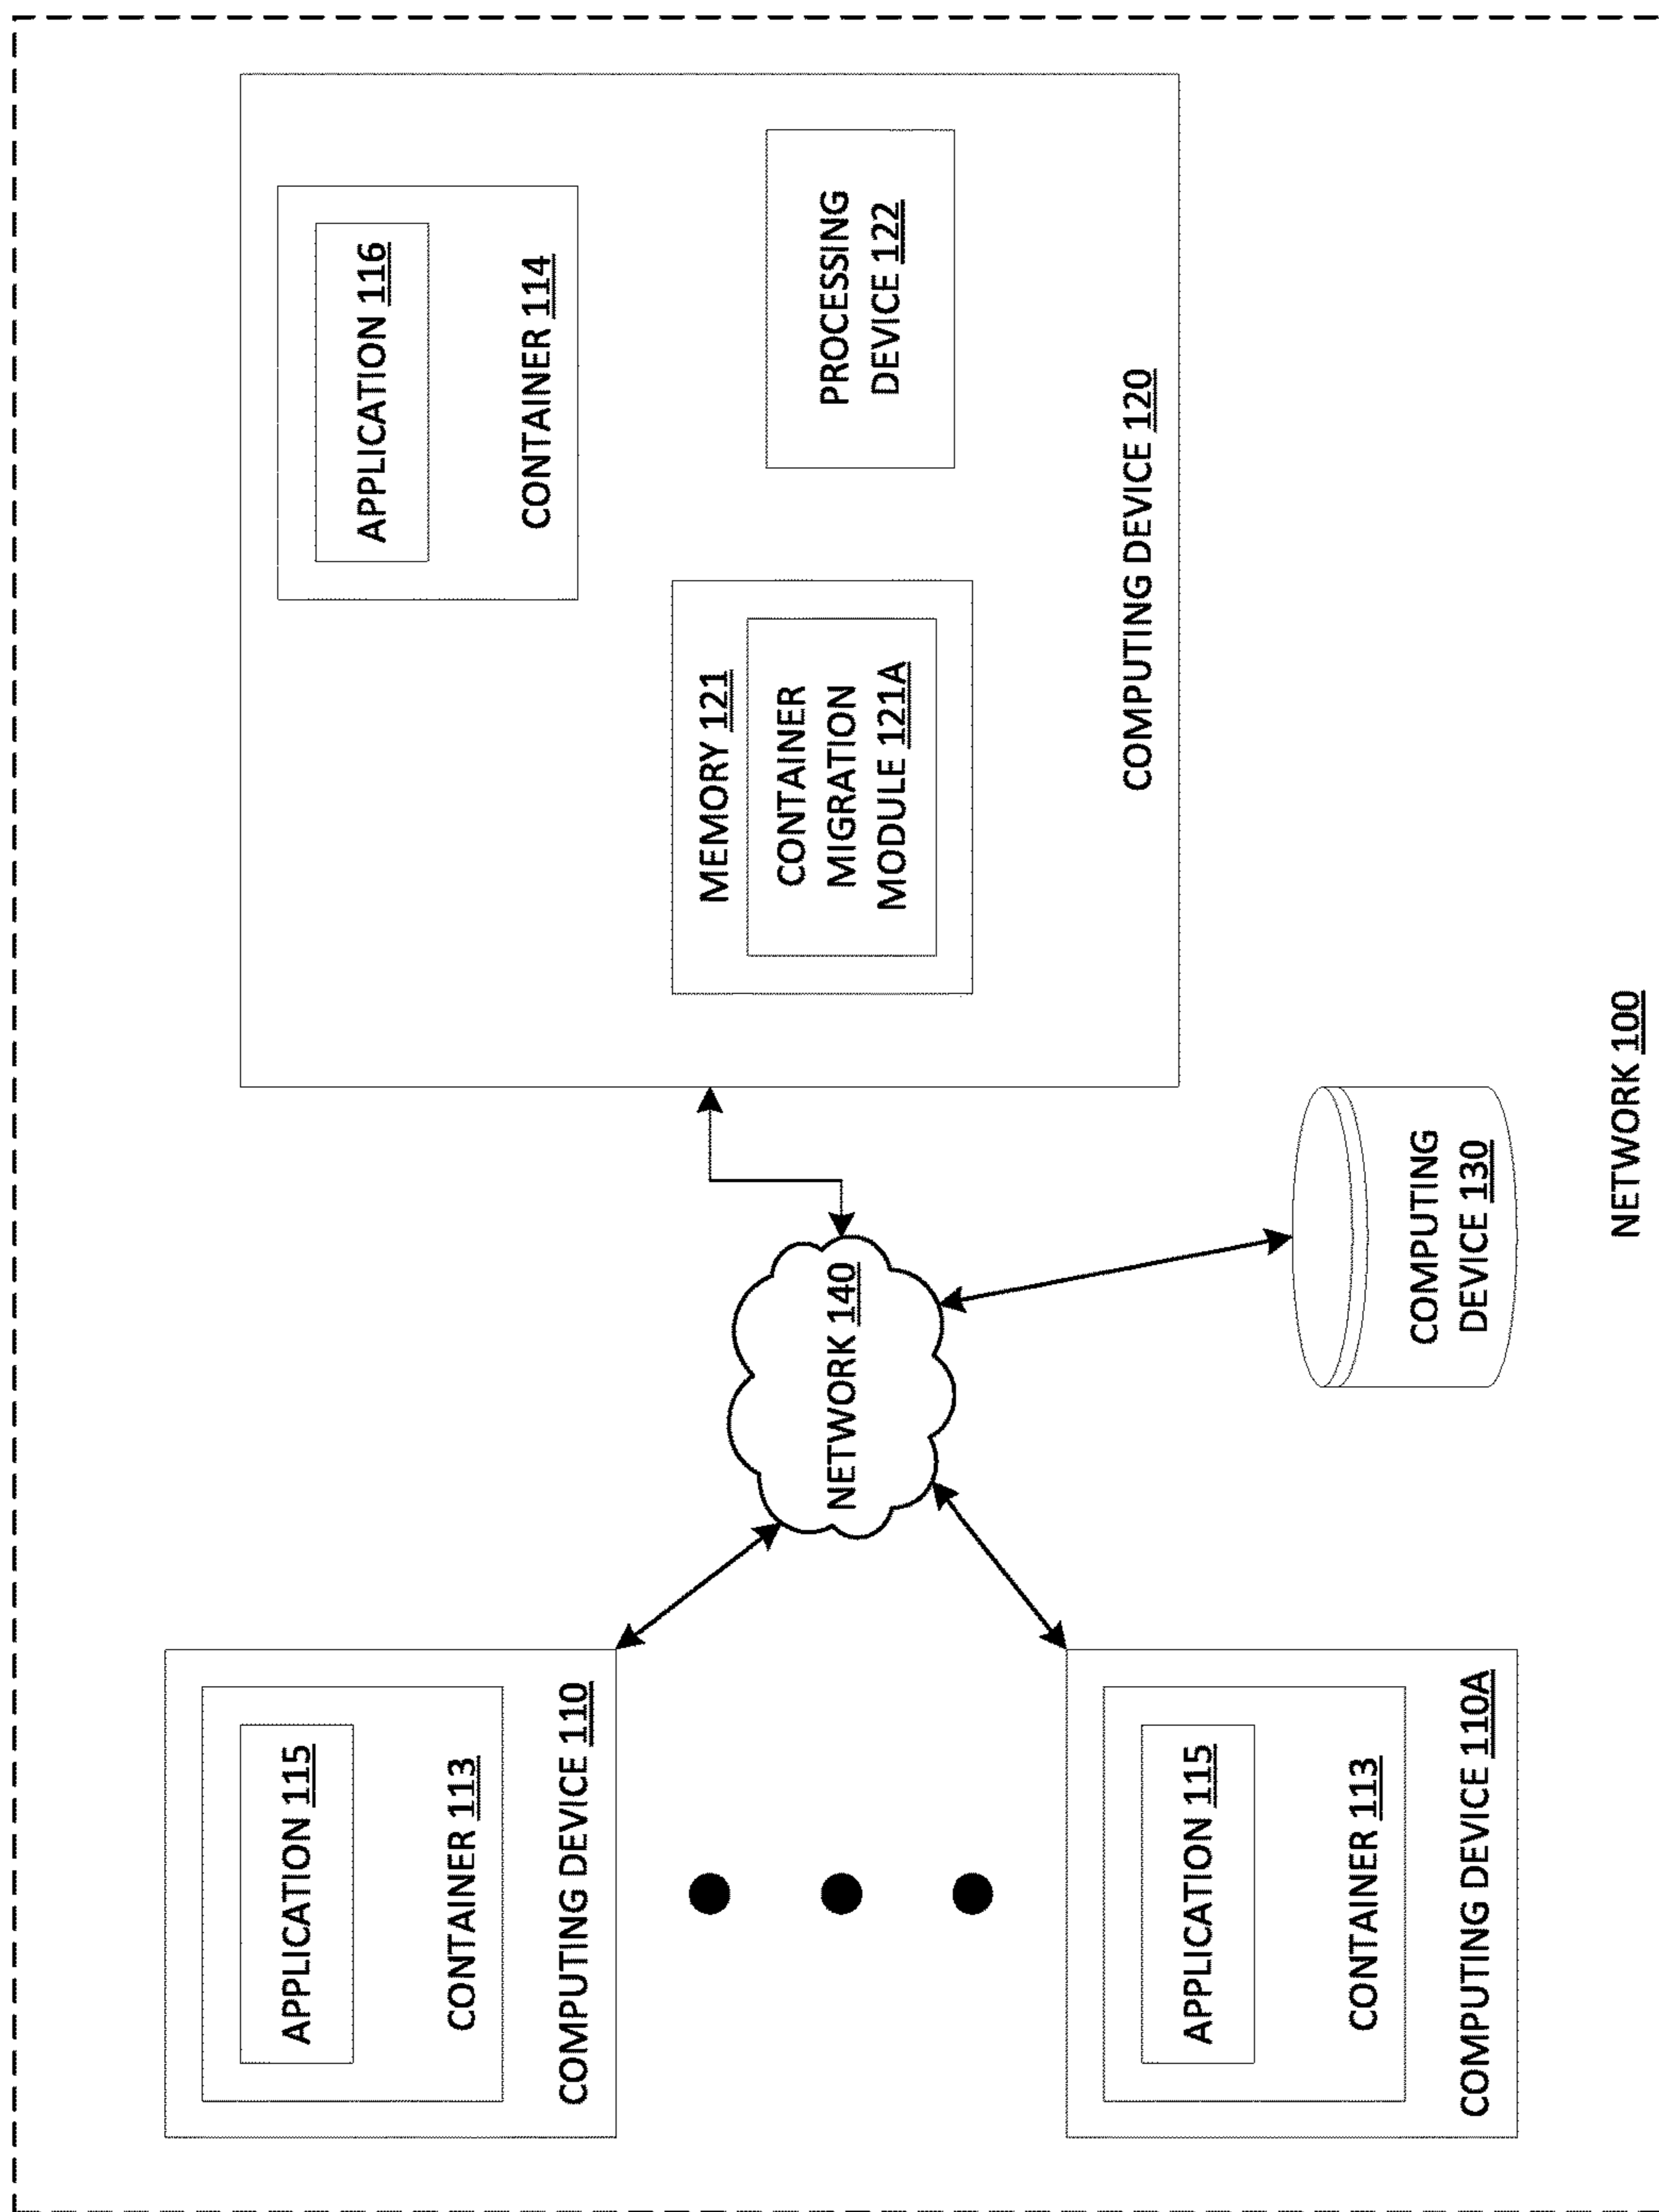 APPLICATION 115
CONTAINER 113
COMPUTING DEVICE 110
APPLICATION 115
CONTAINER 113
COMPUTING DEVICE 110A
NETWORK 140
COMPUTING
DEVICE 130
APPLICATION 116
CONTAINER 114
MEMORY 121
CONTAINER
MIGRATION
MODULE 121A
PROCESSING
DEVICE 122
COMPUTING DEVICE 120
NETWORK 100